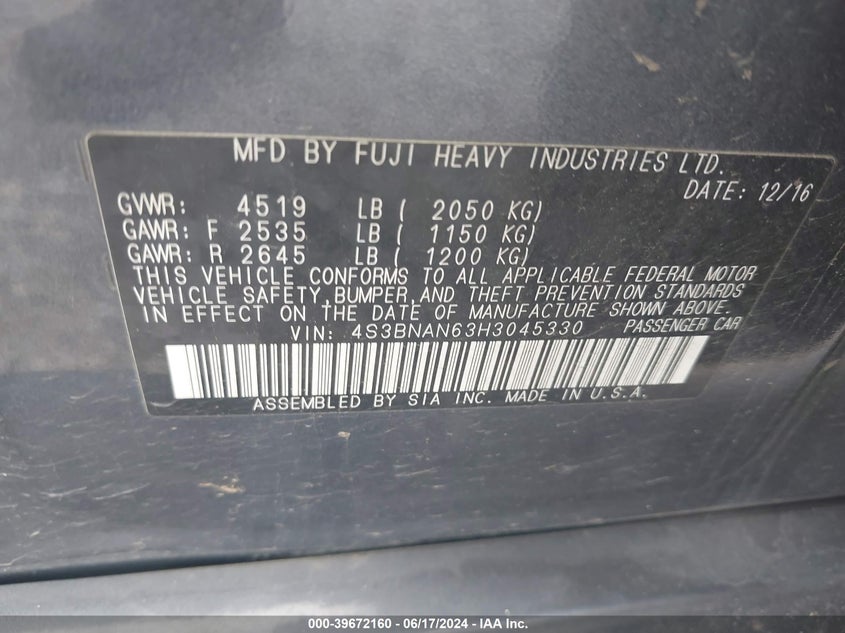 MFD BY FUJI HEAVY INDUSTRIES LTD.
DATE: 12/16
GVWR: 4519 LB ( 2050 KG)
GAWR: F 2535 LB ( 1150 KG)
GAWR: R 2645 LB ( 1200 KG)
THIS VEHICLE CONFORMS TO ALL APPLICABLE FEDERAL MOTOR
VEHICLE SAFETY, BUMPER, AND THEFT PREVENTION STANDARDS
IN EFFECT ON THE DATE OF MANUFACTURE SHOWN ABOVE.
VIN: 4S3BNAN63H3045330 PASSENGER CAR
ASSEMBLED BY SIA INC. MADE IN U.S.A.
000-39672160 - 06/17/2024 - IAA Inc.